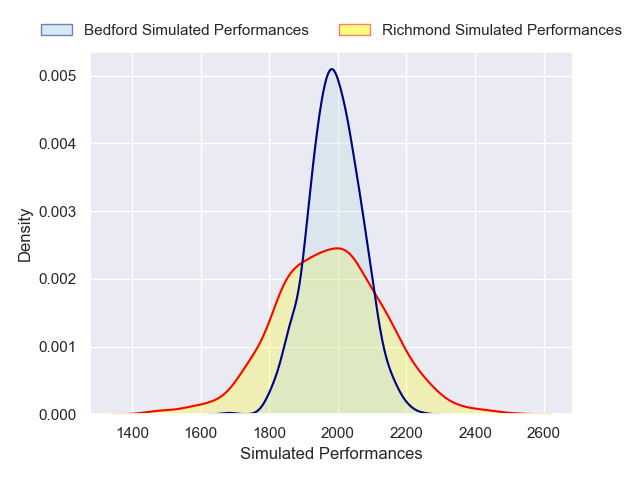 Bedford Simulated Performances Richmond Simulated Performances
0.005
0.004
0.003
0.002
0.001
0.000
Density
1400 1600 1800 2000 2200 2400 2600
Simulated Performances